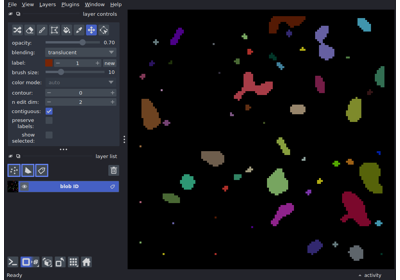 File View Layers Plugins Window Help
layer controls
opacity: 0.70
blending: translucent
label: 1 new
brush size: 10
color mode: auto
contour: 0
n edit dim: 2
contiguous:
preserve
labels:
show
selected:
layer list
blob ID
Ready activity